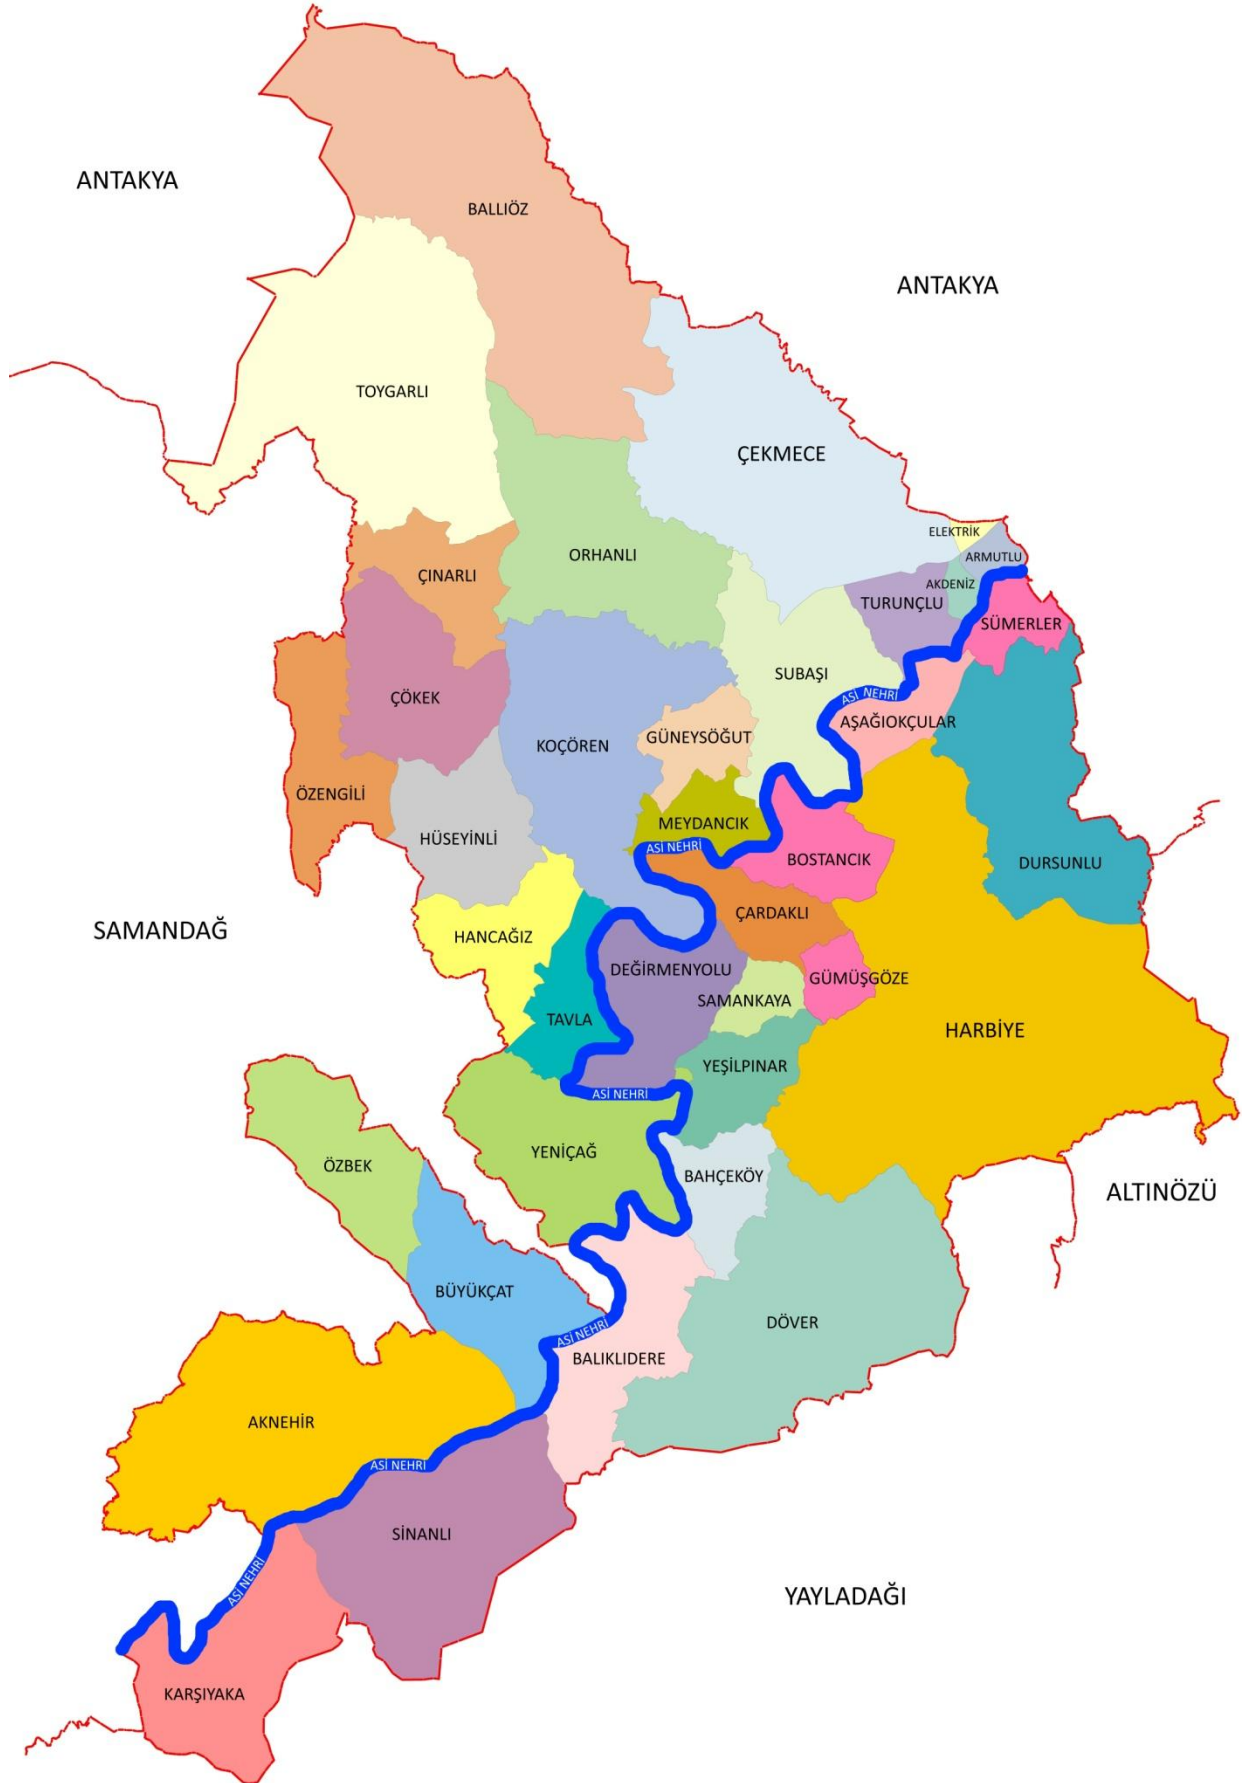 ANTAKYA
BALLIÖZ
ANTAKYA
TOYGARLI
ÇEKMECE
ELEKTRİK
ARMUTLU
ORHANLI
ÇINARLI
AKDENİZ
TURUNÇLU
SÜMERLER
SUBAŞI
ÇÖKEK
ASİ NEHRİ
AŞAĞIOKÇULAR
GÜNEYSÖĞUT
KOÇÖREN
ÖZENGİLİ
MEYDANCIK
HÜSEYİNLİ
ASİ NEHRİ
BOSTANCIK
DURSUNLU
ÇARDAKLI
SAMANDAĞ
HANCAĞIZ
DEĞİRMENYOLU
GÜMÜŞGÖZE
SAMANKAYA
TAVLA
HARBİYE
YEŞİLPINAR
ASİ NEHRİ
YENİÇAĞ
ÖZBEK
BAHÇEKÖY
ALTINÖZÜ
BÜYÜKÇAT
DÖVER
ASİ NEHRİ
BALIKLIDERE
AKNEHİR
ASİ NEHRİ
SİNANLI
ASİ NEHRİ
YAYLADAĞI
KARŞIYAKA